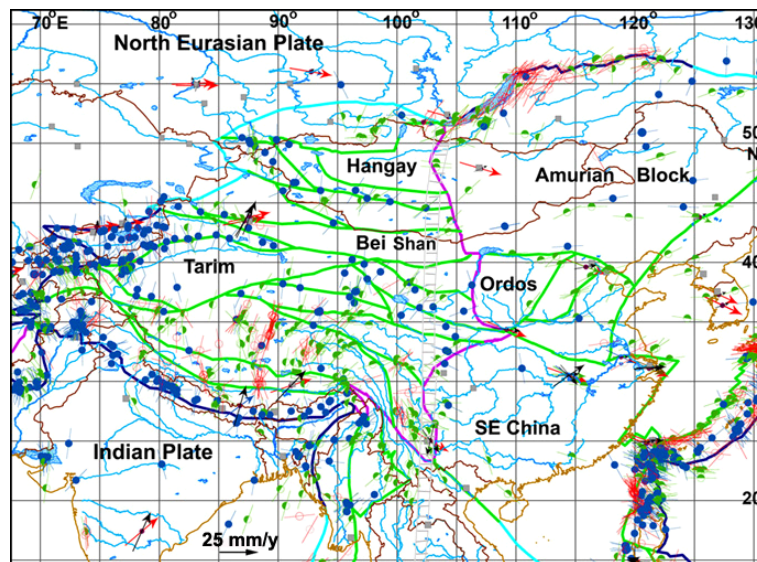 70°E 80° 90° 100° 110° 120° 130
North Eurasian Plate
50
N
Hangay
Amurian Block
Bei Shan
Tarim
40
Ordos
SE China
Indian Plate
20
25 mm/y